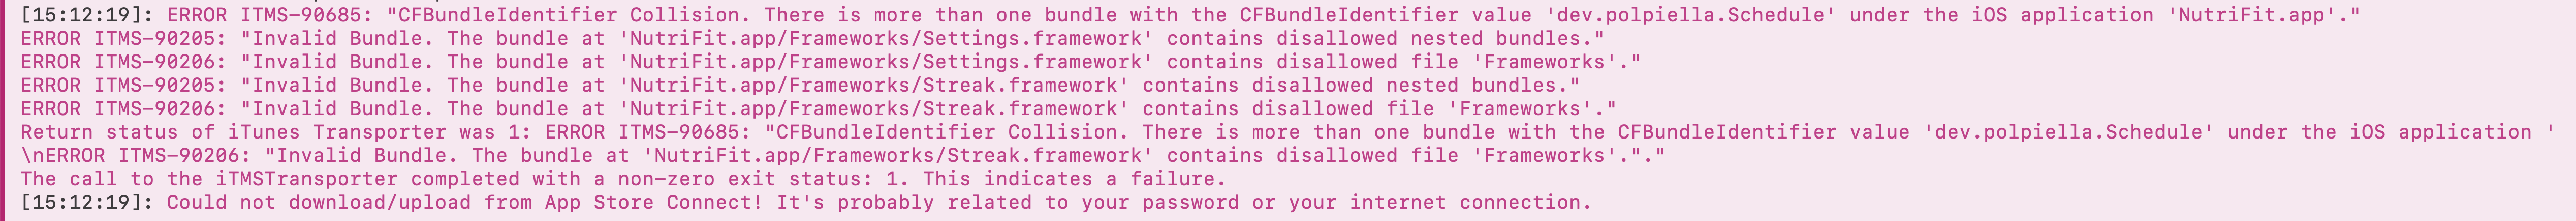 [15:12:19]: ERROR ITMS-90685: "CFBundleIdentifier Collision. There is more than one bundle with the CFBundleIdentifier value 'dev.polpiella.Schedule' under the iOS application 'NutriFit.app'."
ERROR ITMS-90205: "Invalid Bundle. The bundle at 'NutriFit.app/Frameworks/Settings.framework' contains disallowed nested bundles."
ERROR ITMS-90206: "Invalid Bundle. The bundle at 'NutriFit.app/Frameworks/Settings.framework' contains disallowed file 'Frameworks'."
ERROR ITMS-90205: "Invalid Bundle. The bundle at 'NutriFit.app/Frameworks/Streak.framework' contains disallowed nested bundles."
ERROR ITMS-90206: "Invalid Bundle. The bundle at 'NutriFit.app/Frameworks/Streak.framework' contains disallowed file 'Frameworks'."
Return status of iTunes Transporter was 1: ERROR ITMS-90685: "CFBundleIdentifier Collision. There is more than one bundle with the CFBundleIdentifier value 'dev.polpiella.Schedule' under the iOS application '
\nERROR ITMS-90206: "Invalid Bundle. The bundle at 'NutriFit.app/Frameworks/Streak.framework' contains disallowed file 'Frameworks'."."
The call to the iTMSTransporter completed with a non-zero exit status: 1. This indicates a failure.
[15:12:19]: Could not download/upload from App Store Connect! It's probably related to your password or your internet connection.